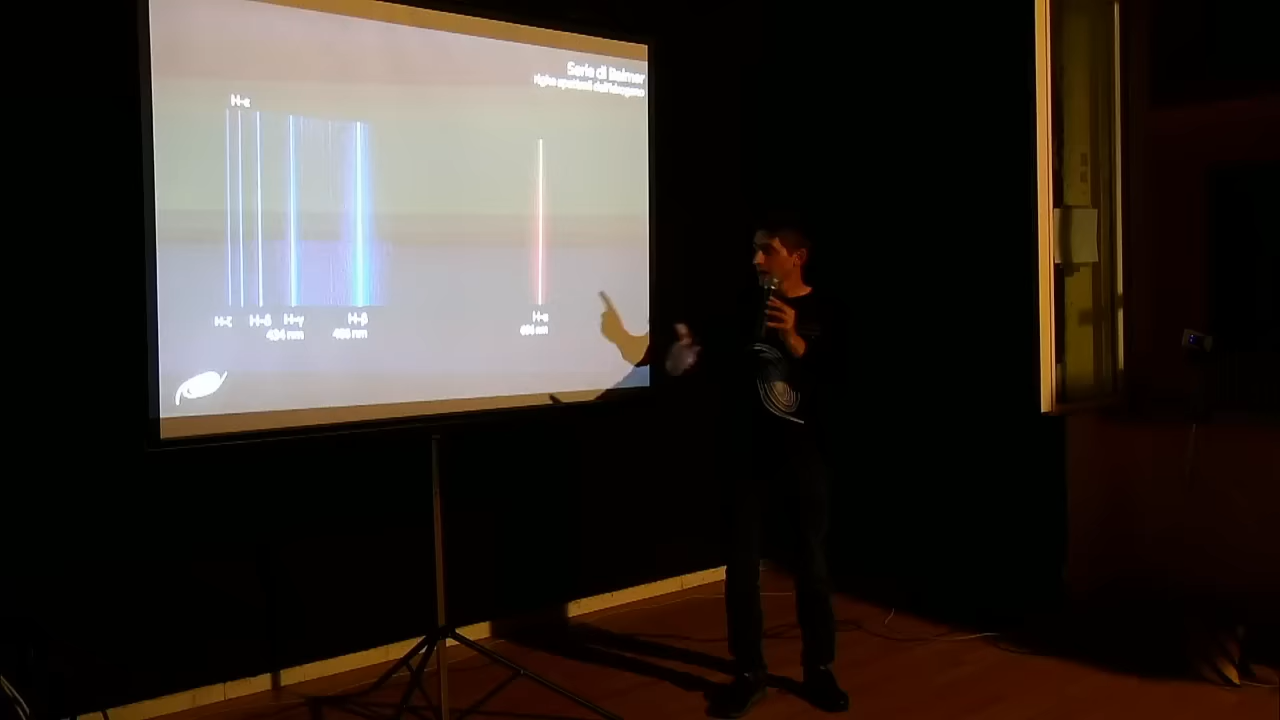 Serie di Balmer
righe spettrali dell'idrogeno
H-ε
H-ζ H-δ H-γ H-β H-α
434 nm 486 nm 656 nm